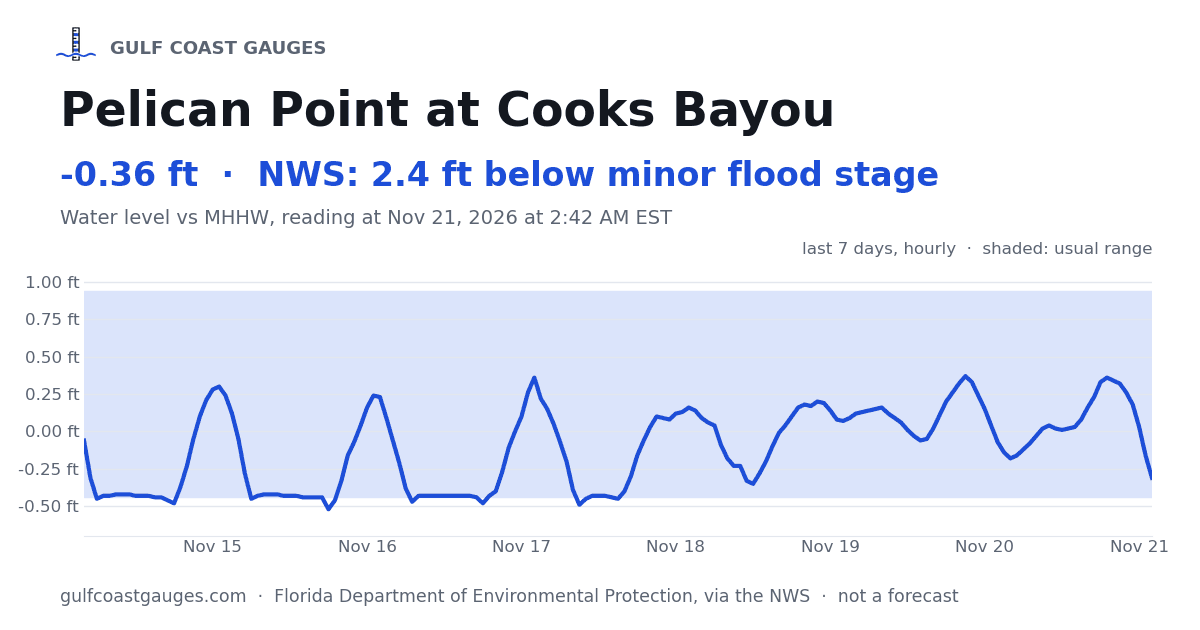 GULF COAST GAUGES
Pelican Point at Cooks Bayou
-0.36 ft · NWS: 2.4 ft below minor flood stage
Water level vs MHHW, reading at Nov 21, 2026 at 2:42 AM EST
last 7 days, hourly · shaded: usual range
1.00 ft
0.75 ft
0.50 ft
0.25 ft
0.00 ft
-0.25 ft
-0.50 ft
Nov 15 Nov 16 Nov 17 Nov 18 Nov 19 Nov 20 Nov 21
gulfcoastgauges.com · Florida Department of Environmental Protection, via the NWS · not a forecast